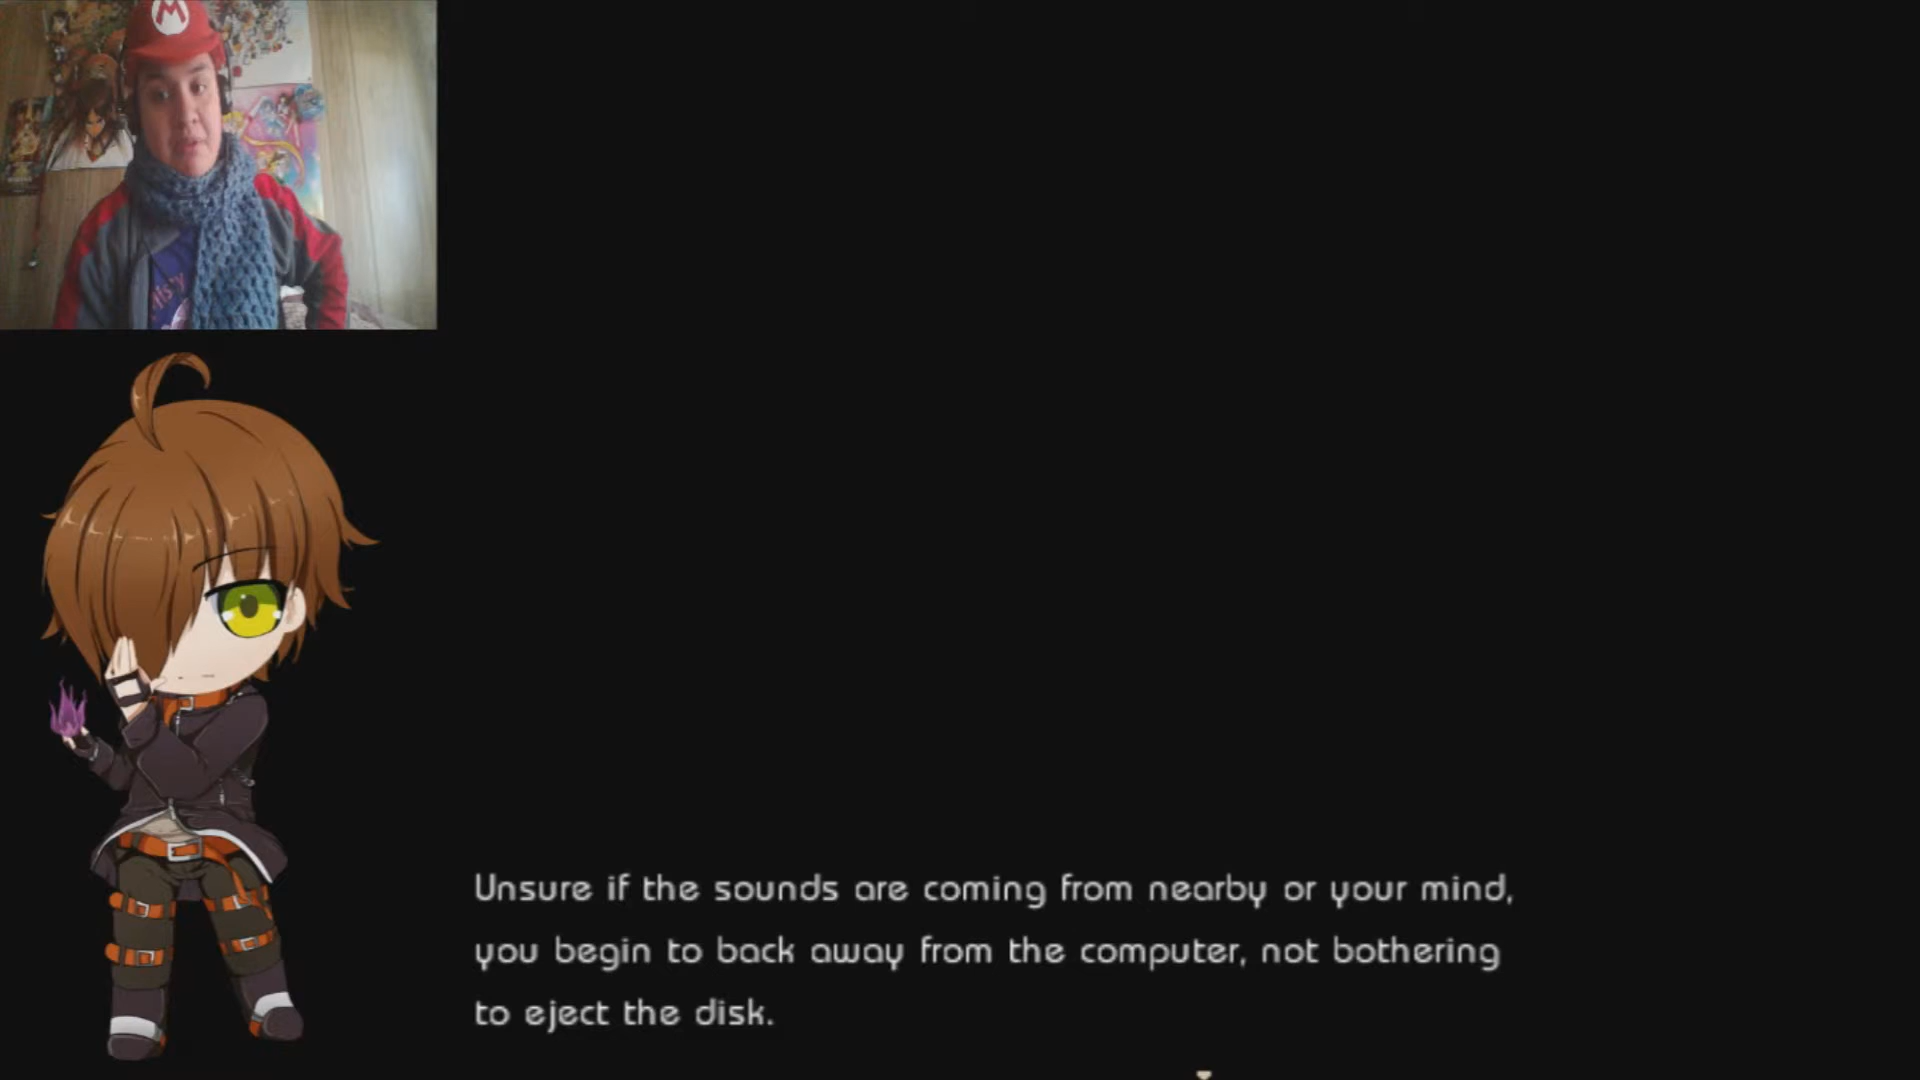 M
Unsure if the sounds are coming from nearby or your mind,
you begin to back away from the computer, not bothering
to eject the disk.